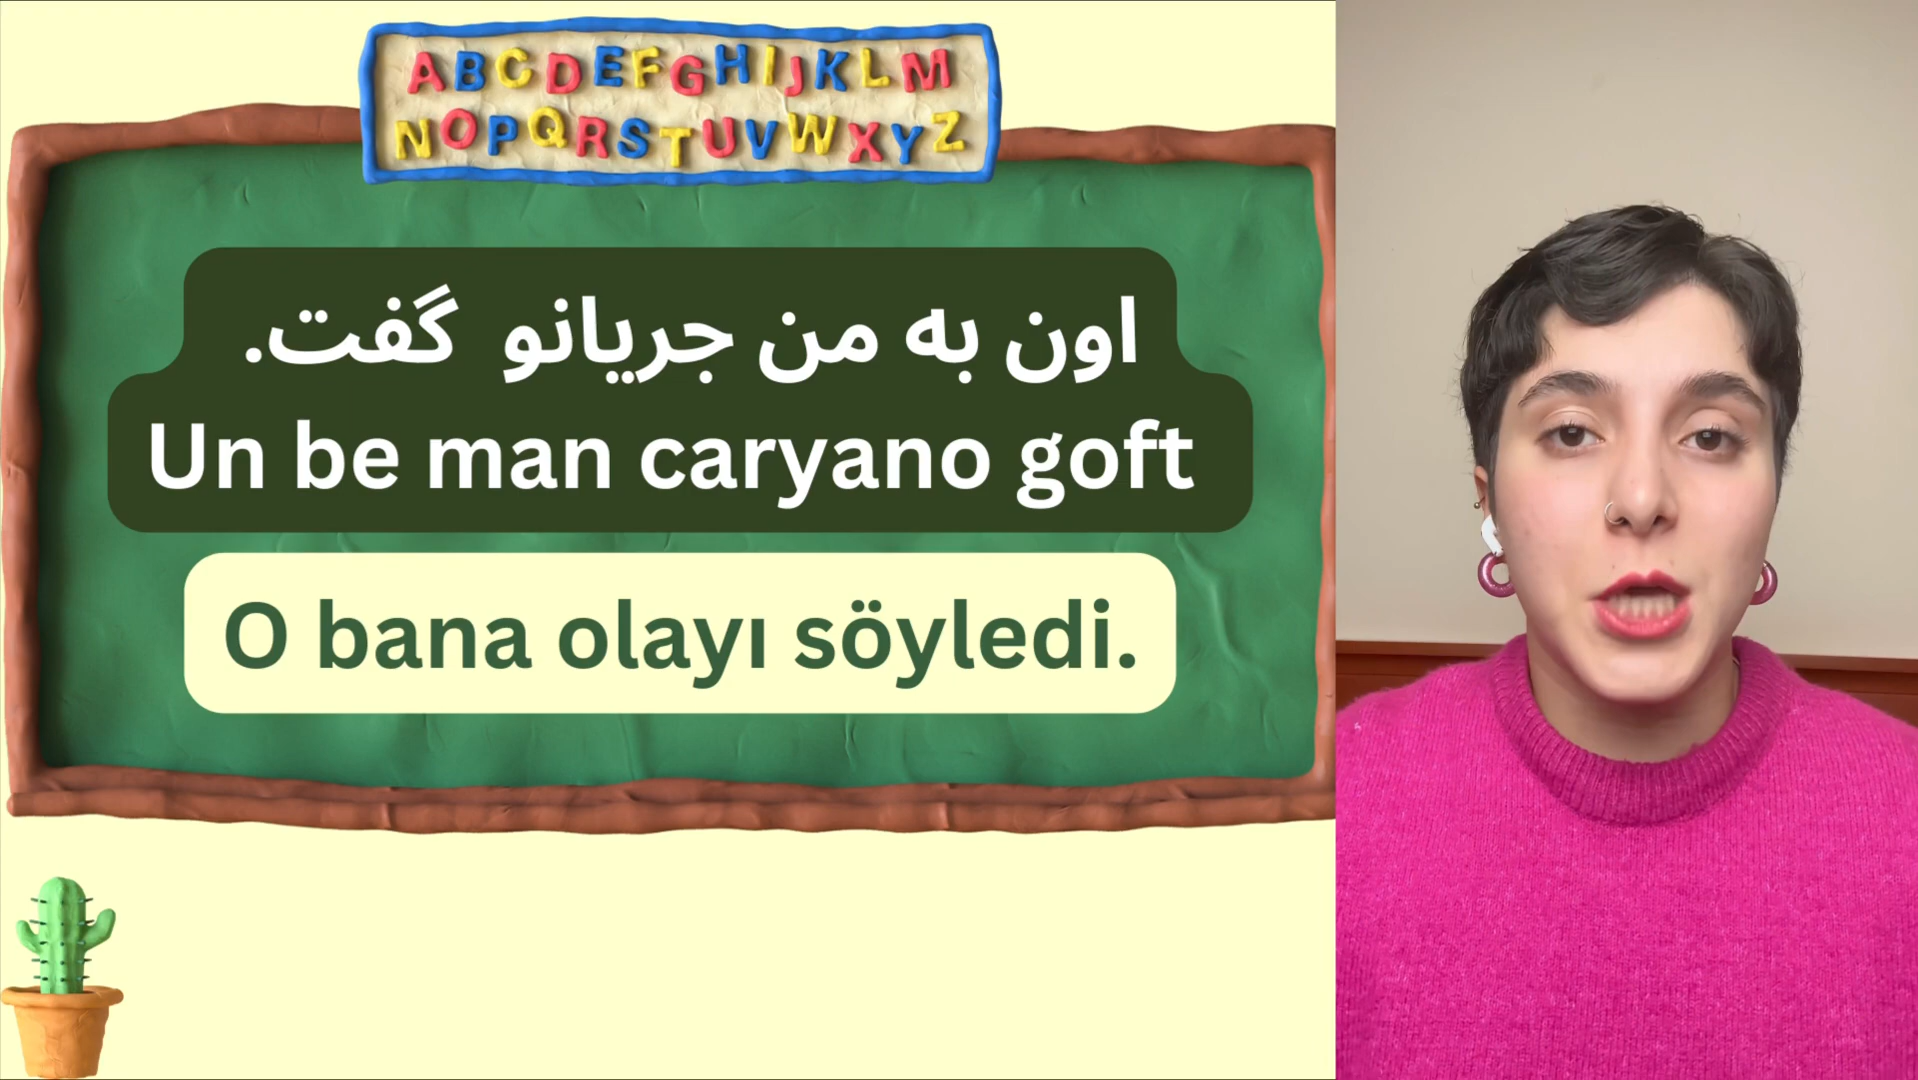 ABCDEFGHIJKLM
NOPQRSTUVWXYZ
اون به من جریانو گفت.
Un be man caryano goft
O bana olayı söyledi.